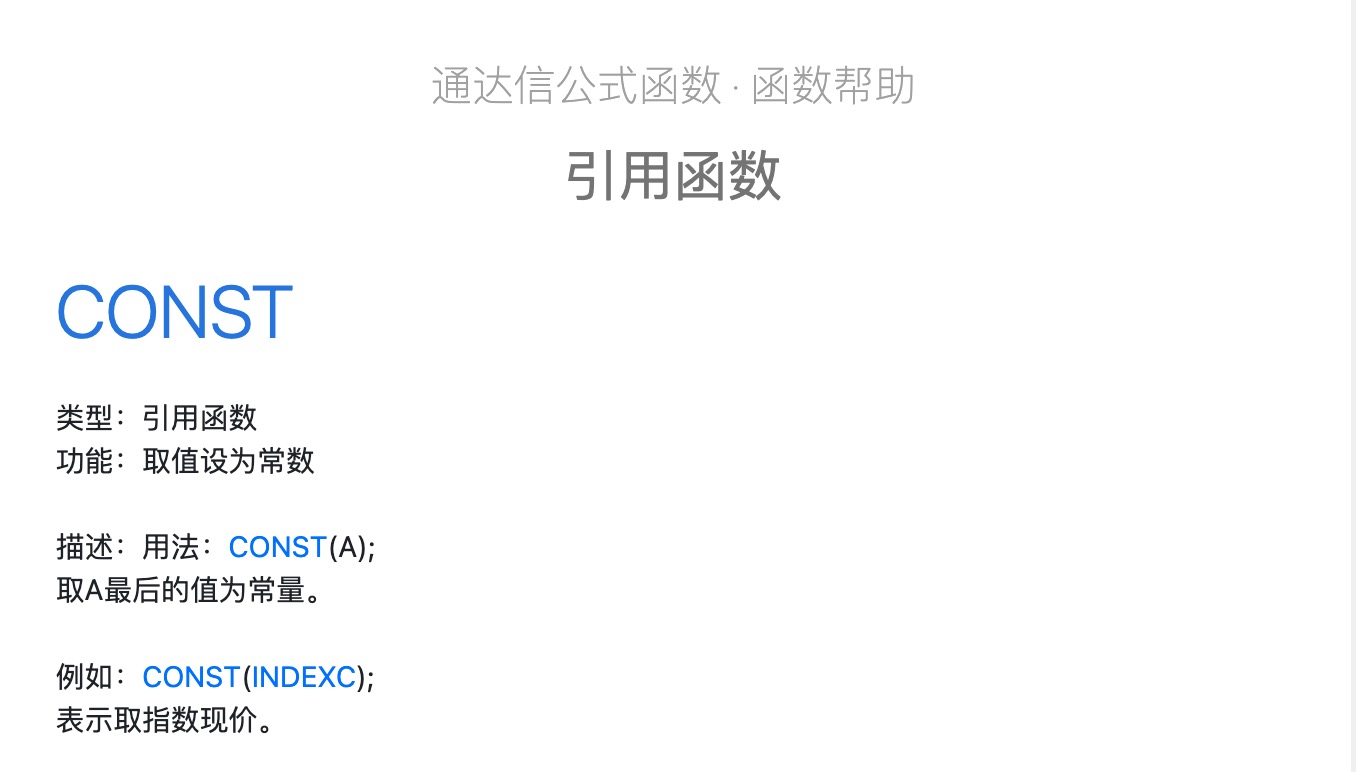 通达信公式函数 · 函数帮助
引用函数
CONST
类型：引用函数
功能：取值设为常数
描述：用法：CONST(A);
取A最后的值为常量。
例如：CONST(INDEXC);
表示取指数现价。